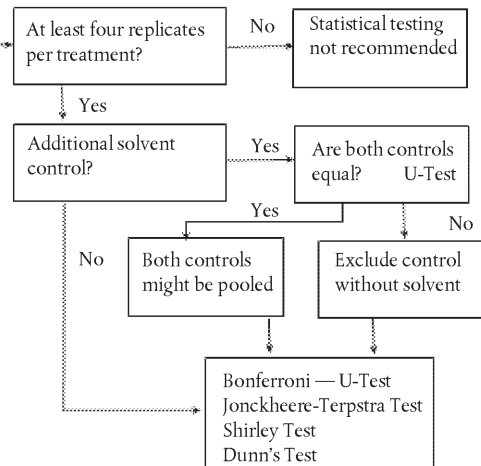 At least four replicates
per treatment?
No
Statistical testing
not recommended
Yes
Additional solvent
control?
Yes
Are both controls
equal? U-Test
Yes
No
No
Both controls
might be pooled
Exclude control
without solvent
Bonferroni — U-Test
Jonckheere-Terpstra Test
Shirley Test
Dunn's Test